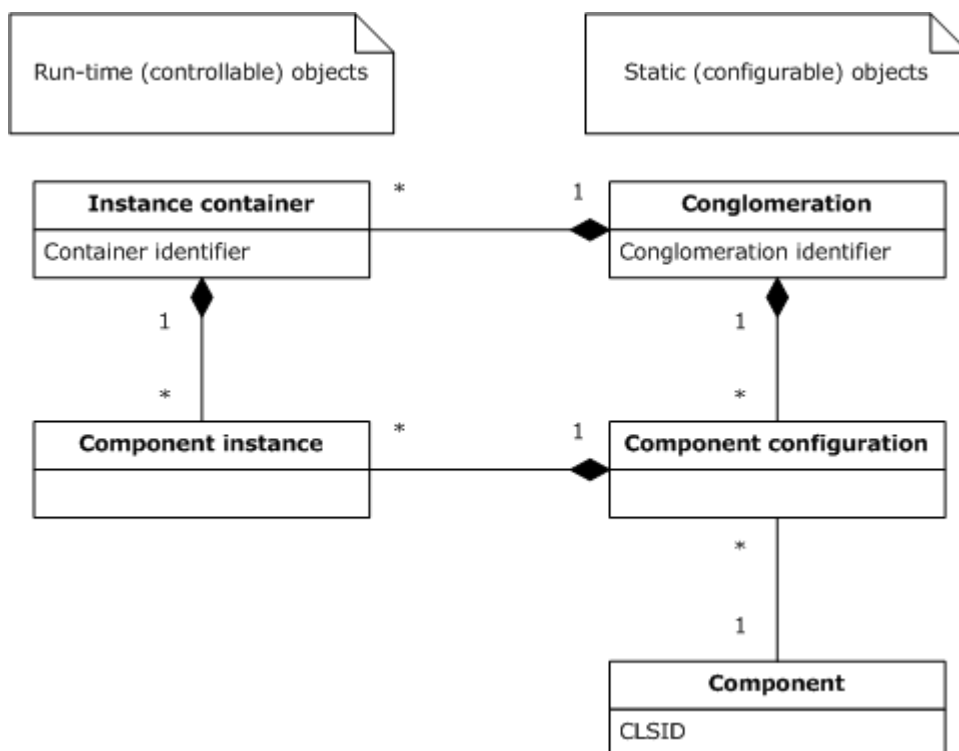 Run-time (controllable) objects
Static (configurable) objects
* 1
Instance container
Conglomeration
Container identifier
Conglomeration identifier
1 1
* *
* 1
Component instance
Component configuration
*
1
Component
CLSID